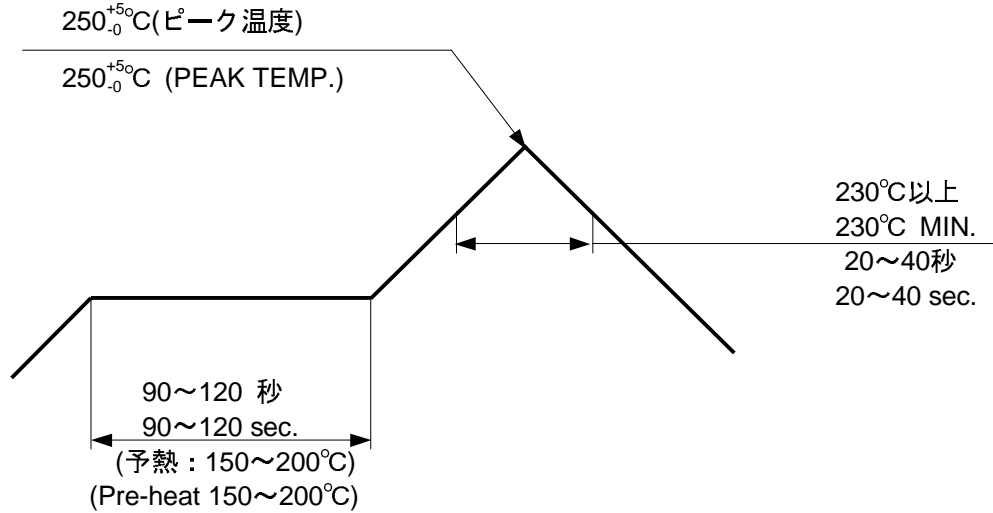 250+5-0℃(ピーク温度)
250+5-0℃ (PEAK TEMP.)
230℃以上
230℃ MIN.
20～40秒
20～40 sec.
90～120 秒
90～120 sec.
(予熱：150～200℃)
(Pre-heat 150～200℃)